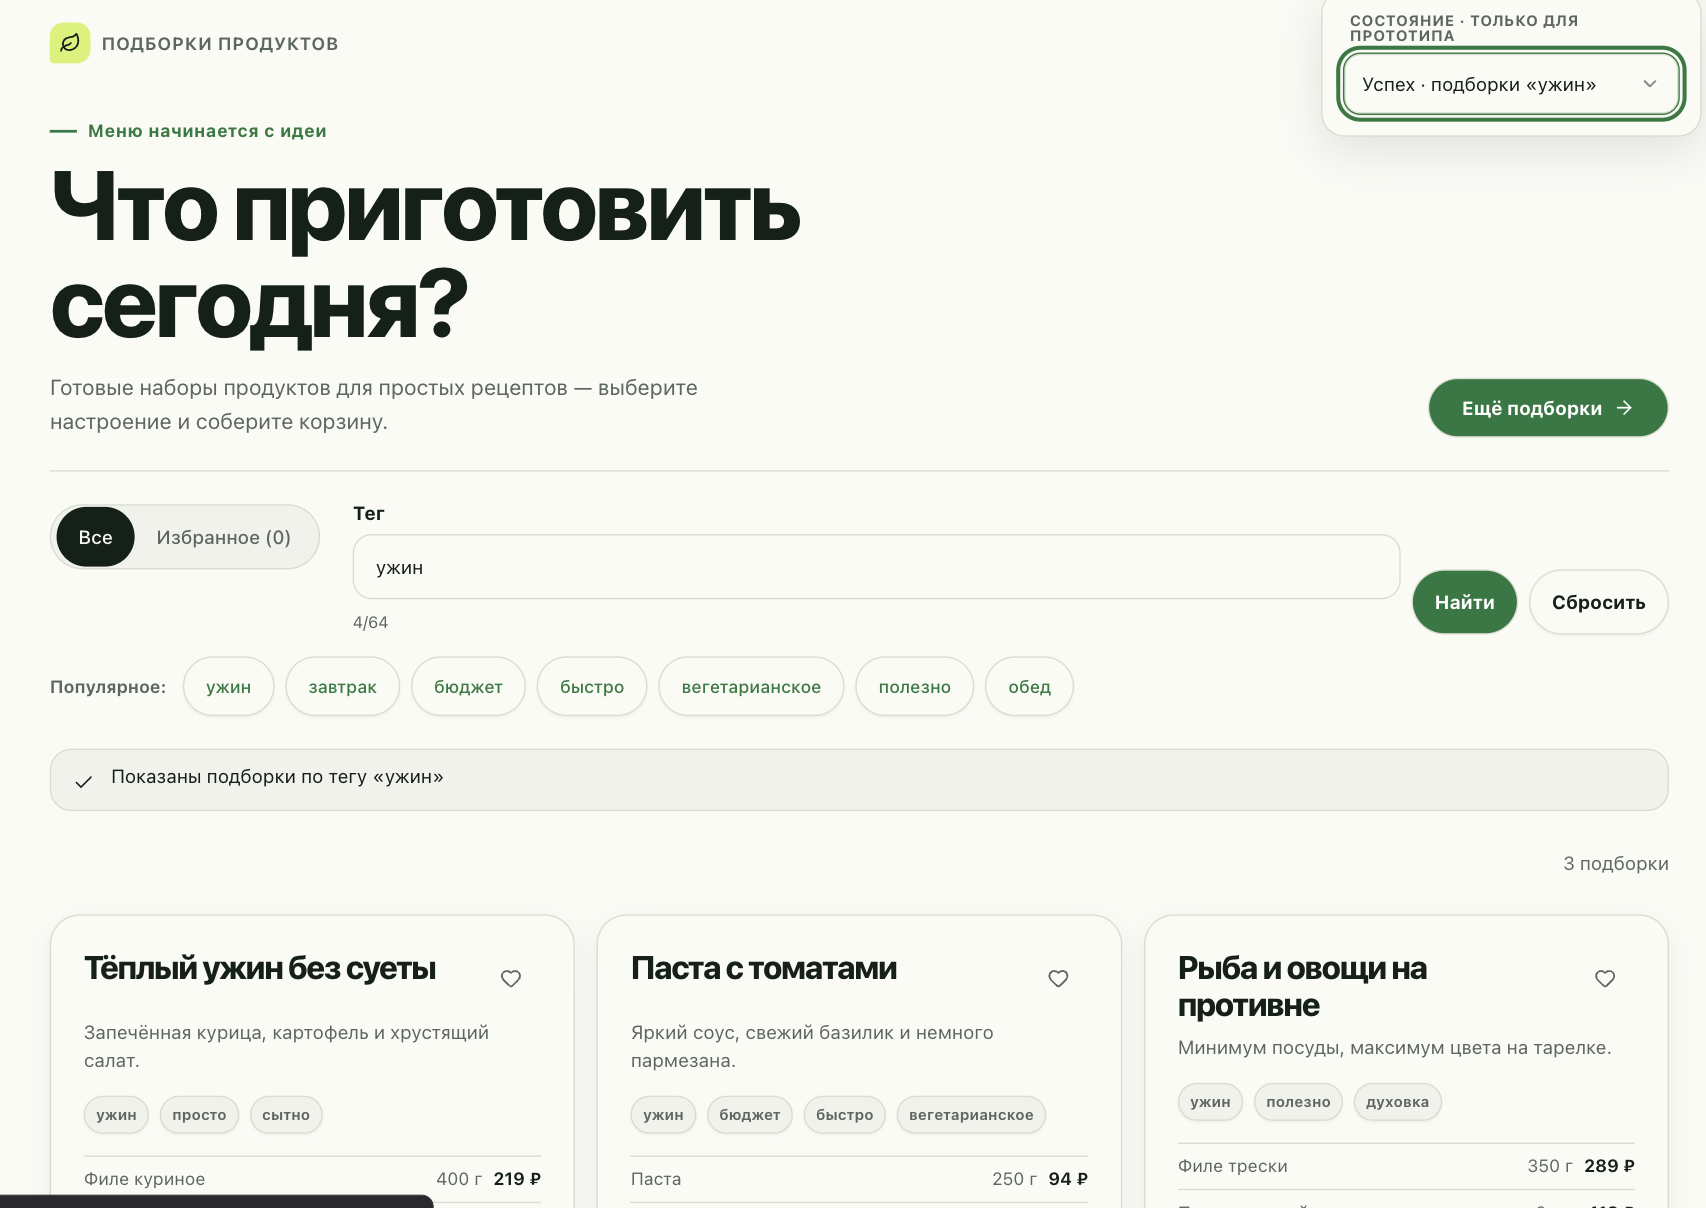 ПОДБОРКИ ПРОДУКТОВ
СОСТОЯНИЕ · ТОЛЬКО ДЛЯ
ПРОТОТИПА
Успех · подборки «ужин»
Меню начинается с идеи
Что приготовить
сегодня?
Готовые наборы продуктов для простых рецептов — выберите
настроение и соберите корзину.
Ещё подборки
Все
Избранное (0)
Тег
ужин
4/64
Найти
Сбросить
Популярное:
ужин
завтрак
бюджет
быстро
вегетарианское
полезно
обед
Показаны подборки по тегу «ужин»
3 подборки
Тёплый ужин без суеты
Запечённая курица, картофель и хрустящий
салат.
ужин
просто
сытно
Филе куриное 400 г 219 ₽
Паста с томатами
Яркий соус, свежий базилик и немного
пармезана.
ужин
бюджет
быстро
вегетарианское
Паста 250 г 94 ₽
Рыба и овощи на
противне
Минимум посуды, максимум цвета на тарелке.
ужин
полезно
духовка
Филе трески 350 г 289 ₽